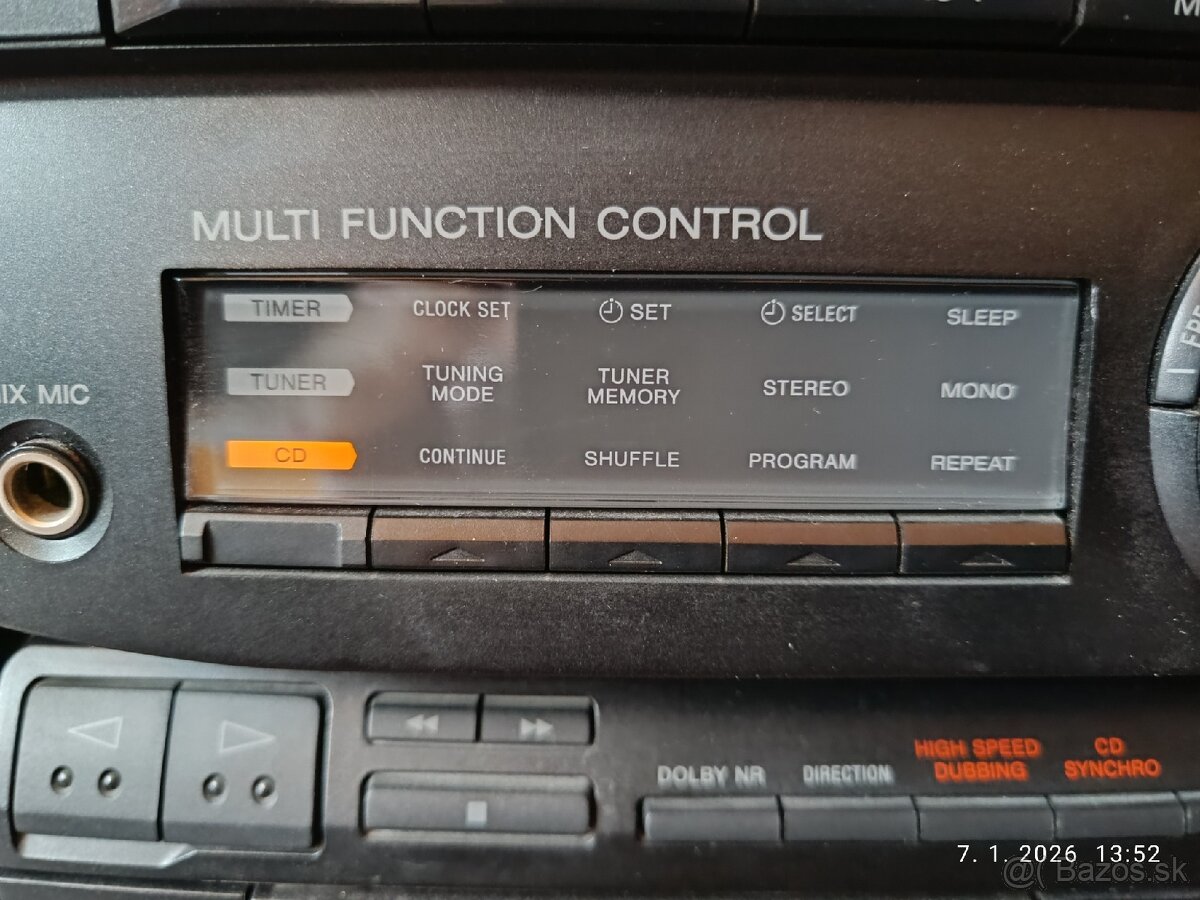 MULTI FUNCTION CONTROL
TIMER CLOCK SET SET SELECT SLEEP
TUNER TUNING MODE TUNER MEMORY STEREO MONO
CD CONTINUE SHUFFLE PROGRAM REPEAT
MIC
DOLBY NR DIRECTION HIGH SPEED DUBBING CD SYNCHRO
7. 1. 2026 13:52
Bazos.sk